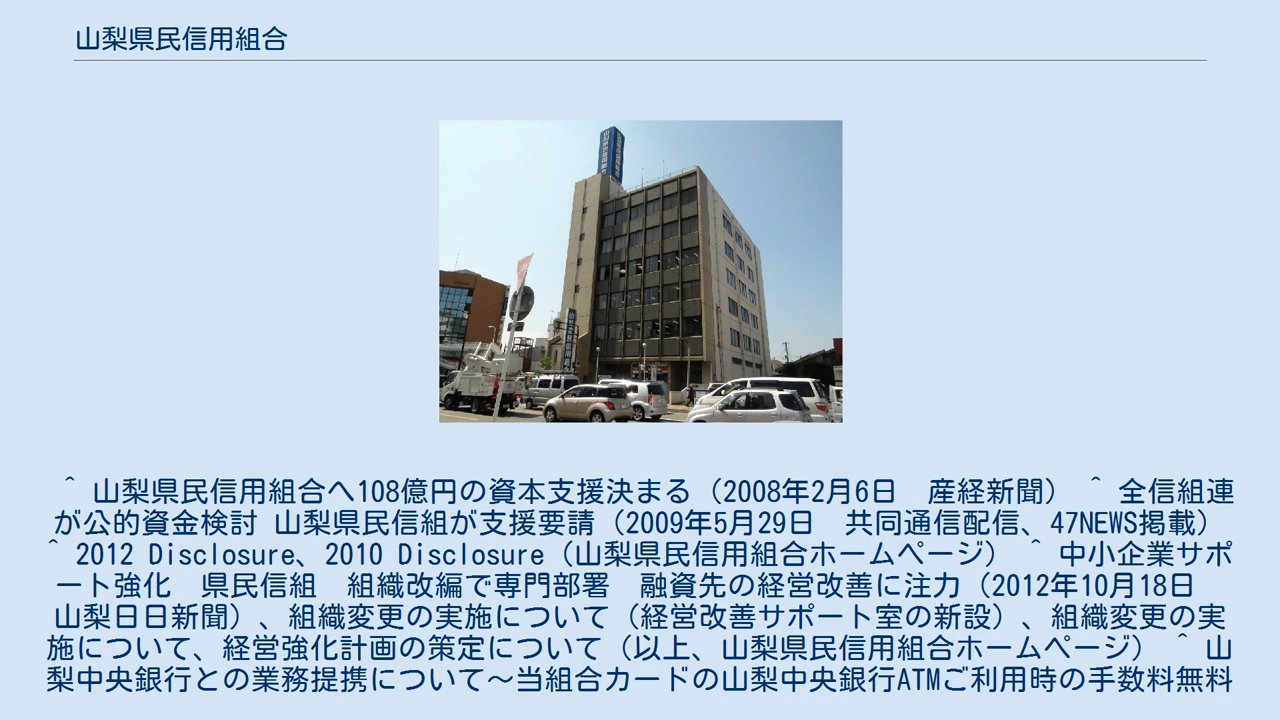 山梨県民信用組合
山梨県民信用組合
^ 山梨県民信用組合へ108億円の資本支援決まる（2008年2月6日　産経新聞） ^ 全信組連
が公的資金検討 山梨県民信組が支援要請（2009年5月29日　共同通信配信、47NEWS掲載）
^ 2012 Disclosure、2010 Disclosure（山梨県民信用組合ホームページ） ^ 中小企業サポ
ート強化　県民信組　組織改編で専門部署　融資先の経営改善に注力（2012年10月18日
山梨日日新聞）、組織変更の実施について（経営改善サポート室の新設）、組織変更の実
施について、経営強化計画の策定について（以上、山梨県民信用組合ホームページ） ^ 山
梨中央銀行との業務提携について～当組合カードの山梨中央銀行ATMご利用時の手数料無料